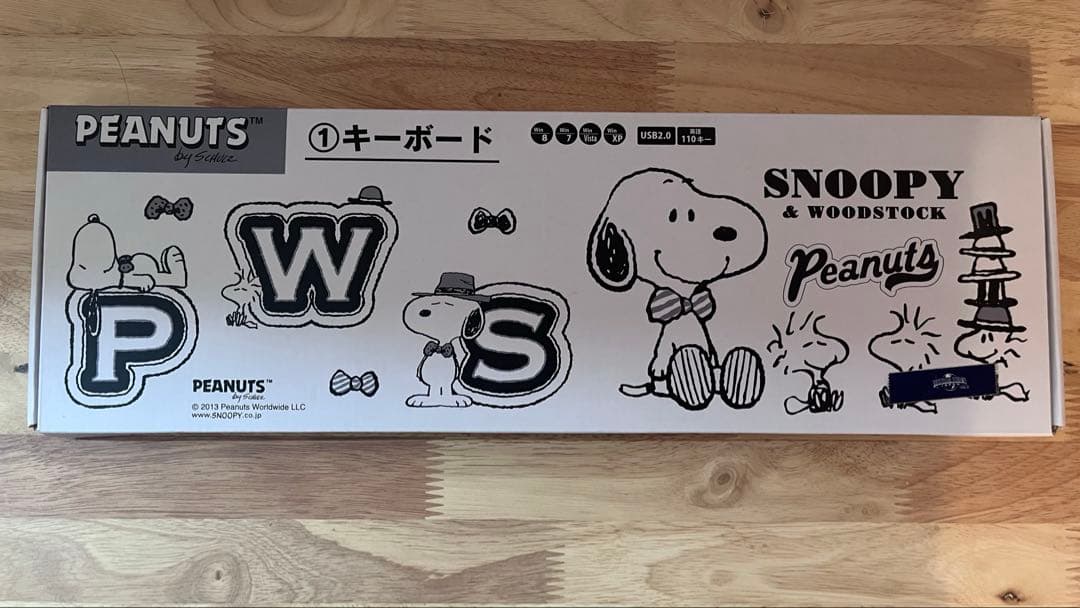 PEANUTS™
by SCHULZ
①キーボード
Win 8 Win 7 Win Vista Win XP
USB2.0
英語
110キー
SNOOPY
& WOODSTOCK
Peanuts
W
P
S
PEANUTS™
by SCHULZ
© 2013 Peanuts Worldwide LLC
www.SNOOPY.co.jp